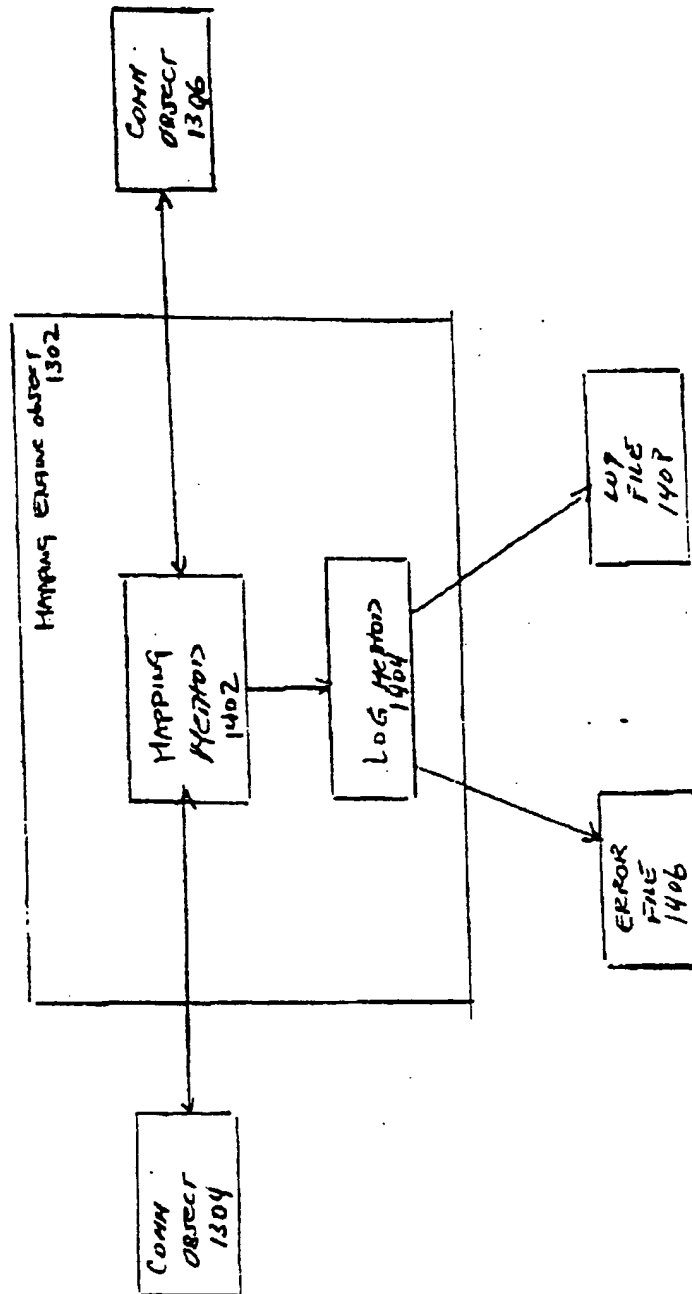 MAPPING ENGINE OBJECT
1302
COMM
OBJECT
1304
MAPPING
METHOD
1402
COMM.
OBJECT
1306
LOG METHOD
1404
ERROR
FILE
1406
LOG
FILE
1408